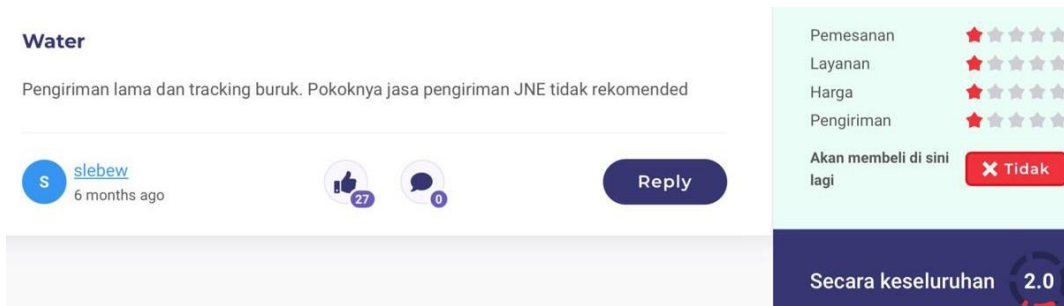 Water
Pengiriman lama dan tracking buruk. Pokoknya jasa pengiriman JNE tidak rekomended
S
slebew
6 months ago
27
0
Reply
Pemesanan
Layanan
Harga
Pengiriman
Akan membeli di sini
lagi
Tidak
Secara keseluruhan
2.0